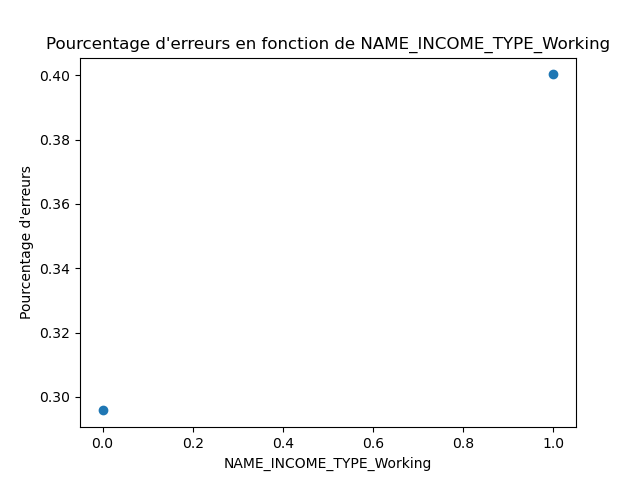 Pourcentage d'erreurs en fonction de NAME_INCOME_TYPE_Working
0.40
0.38
0.36
0.34
0.32
0.30
Pourcentage d'erreurs
0.0 0.2 0.4 0.6 0.8 1.0
NAME_INCOME_TYPE_Working